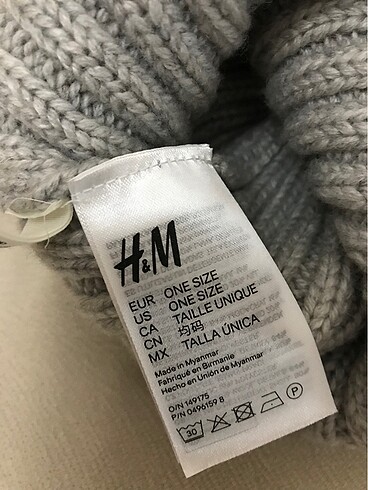 H&M
EUR ONE SIZE
US ONE SIZE
CA TAILLE UNIQUE
CN 均码
MX TALLA ÚNICA
Made in Myanmar
Fabriqué en Birmanie
Hecho en Unión de Myanmar
O/N 149175
P/N 0496159 8
30 P